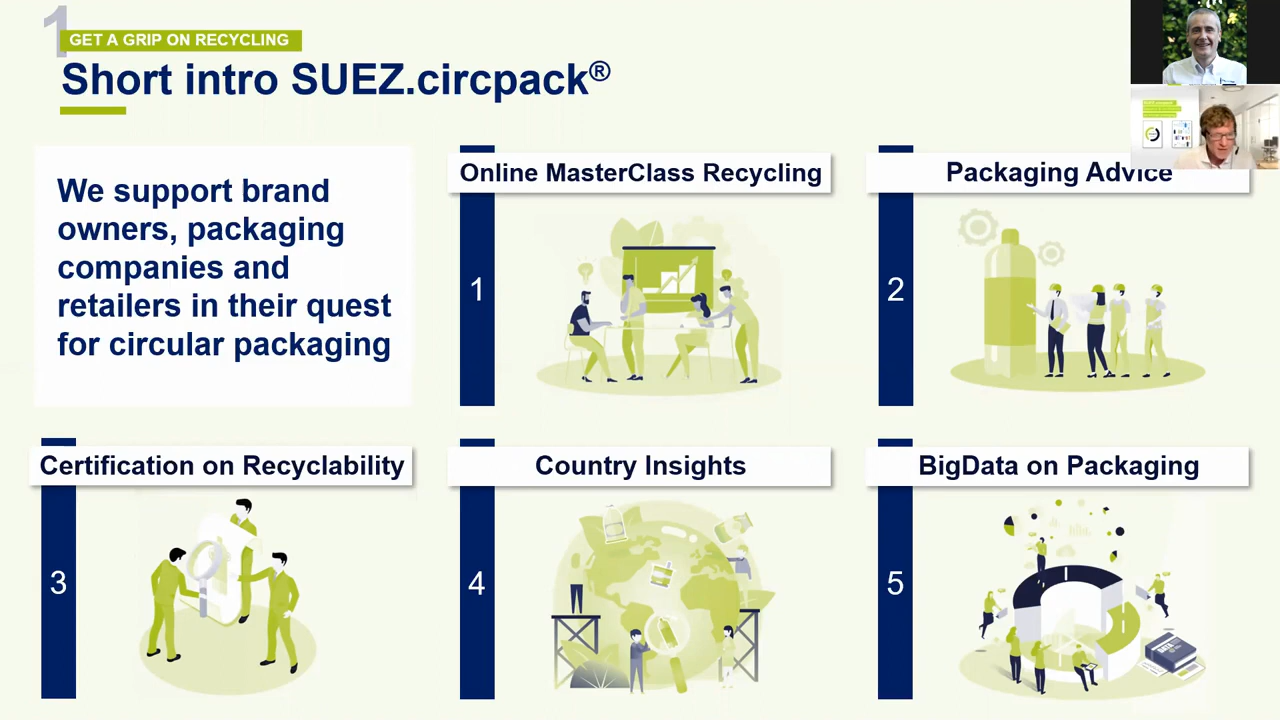 1
GET A GRIP ON RECYCLING
Short intro SUEZ.circpack®
We support brand
owners, packaging
companies and
retailers in their quest
for circular packaging
Online MasterClass Recycling
1
Packaging Advice
2
Certification on Recyclability
3
Country Insights
4
BigData on Packaging
5